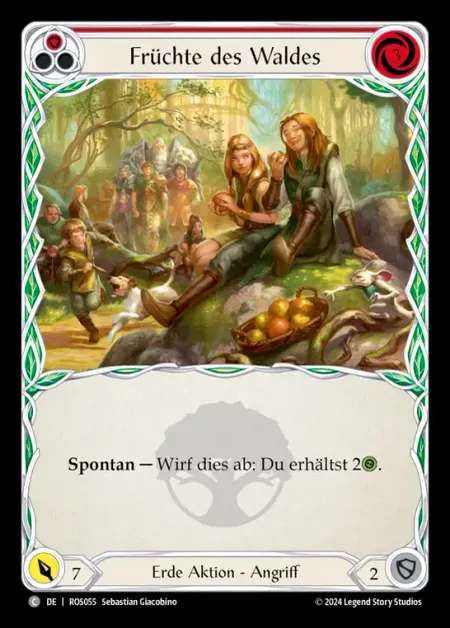 Früchte des Waldes
3
Spontan — Wirf dies ab: Du erhältst 2.
7
Erde Aktion - Angriff
2
C DE | ROS055 Sebastian Giacobino
© 2024 Legend Story Studios